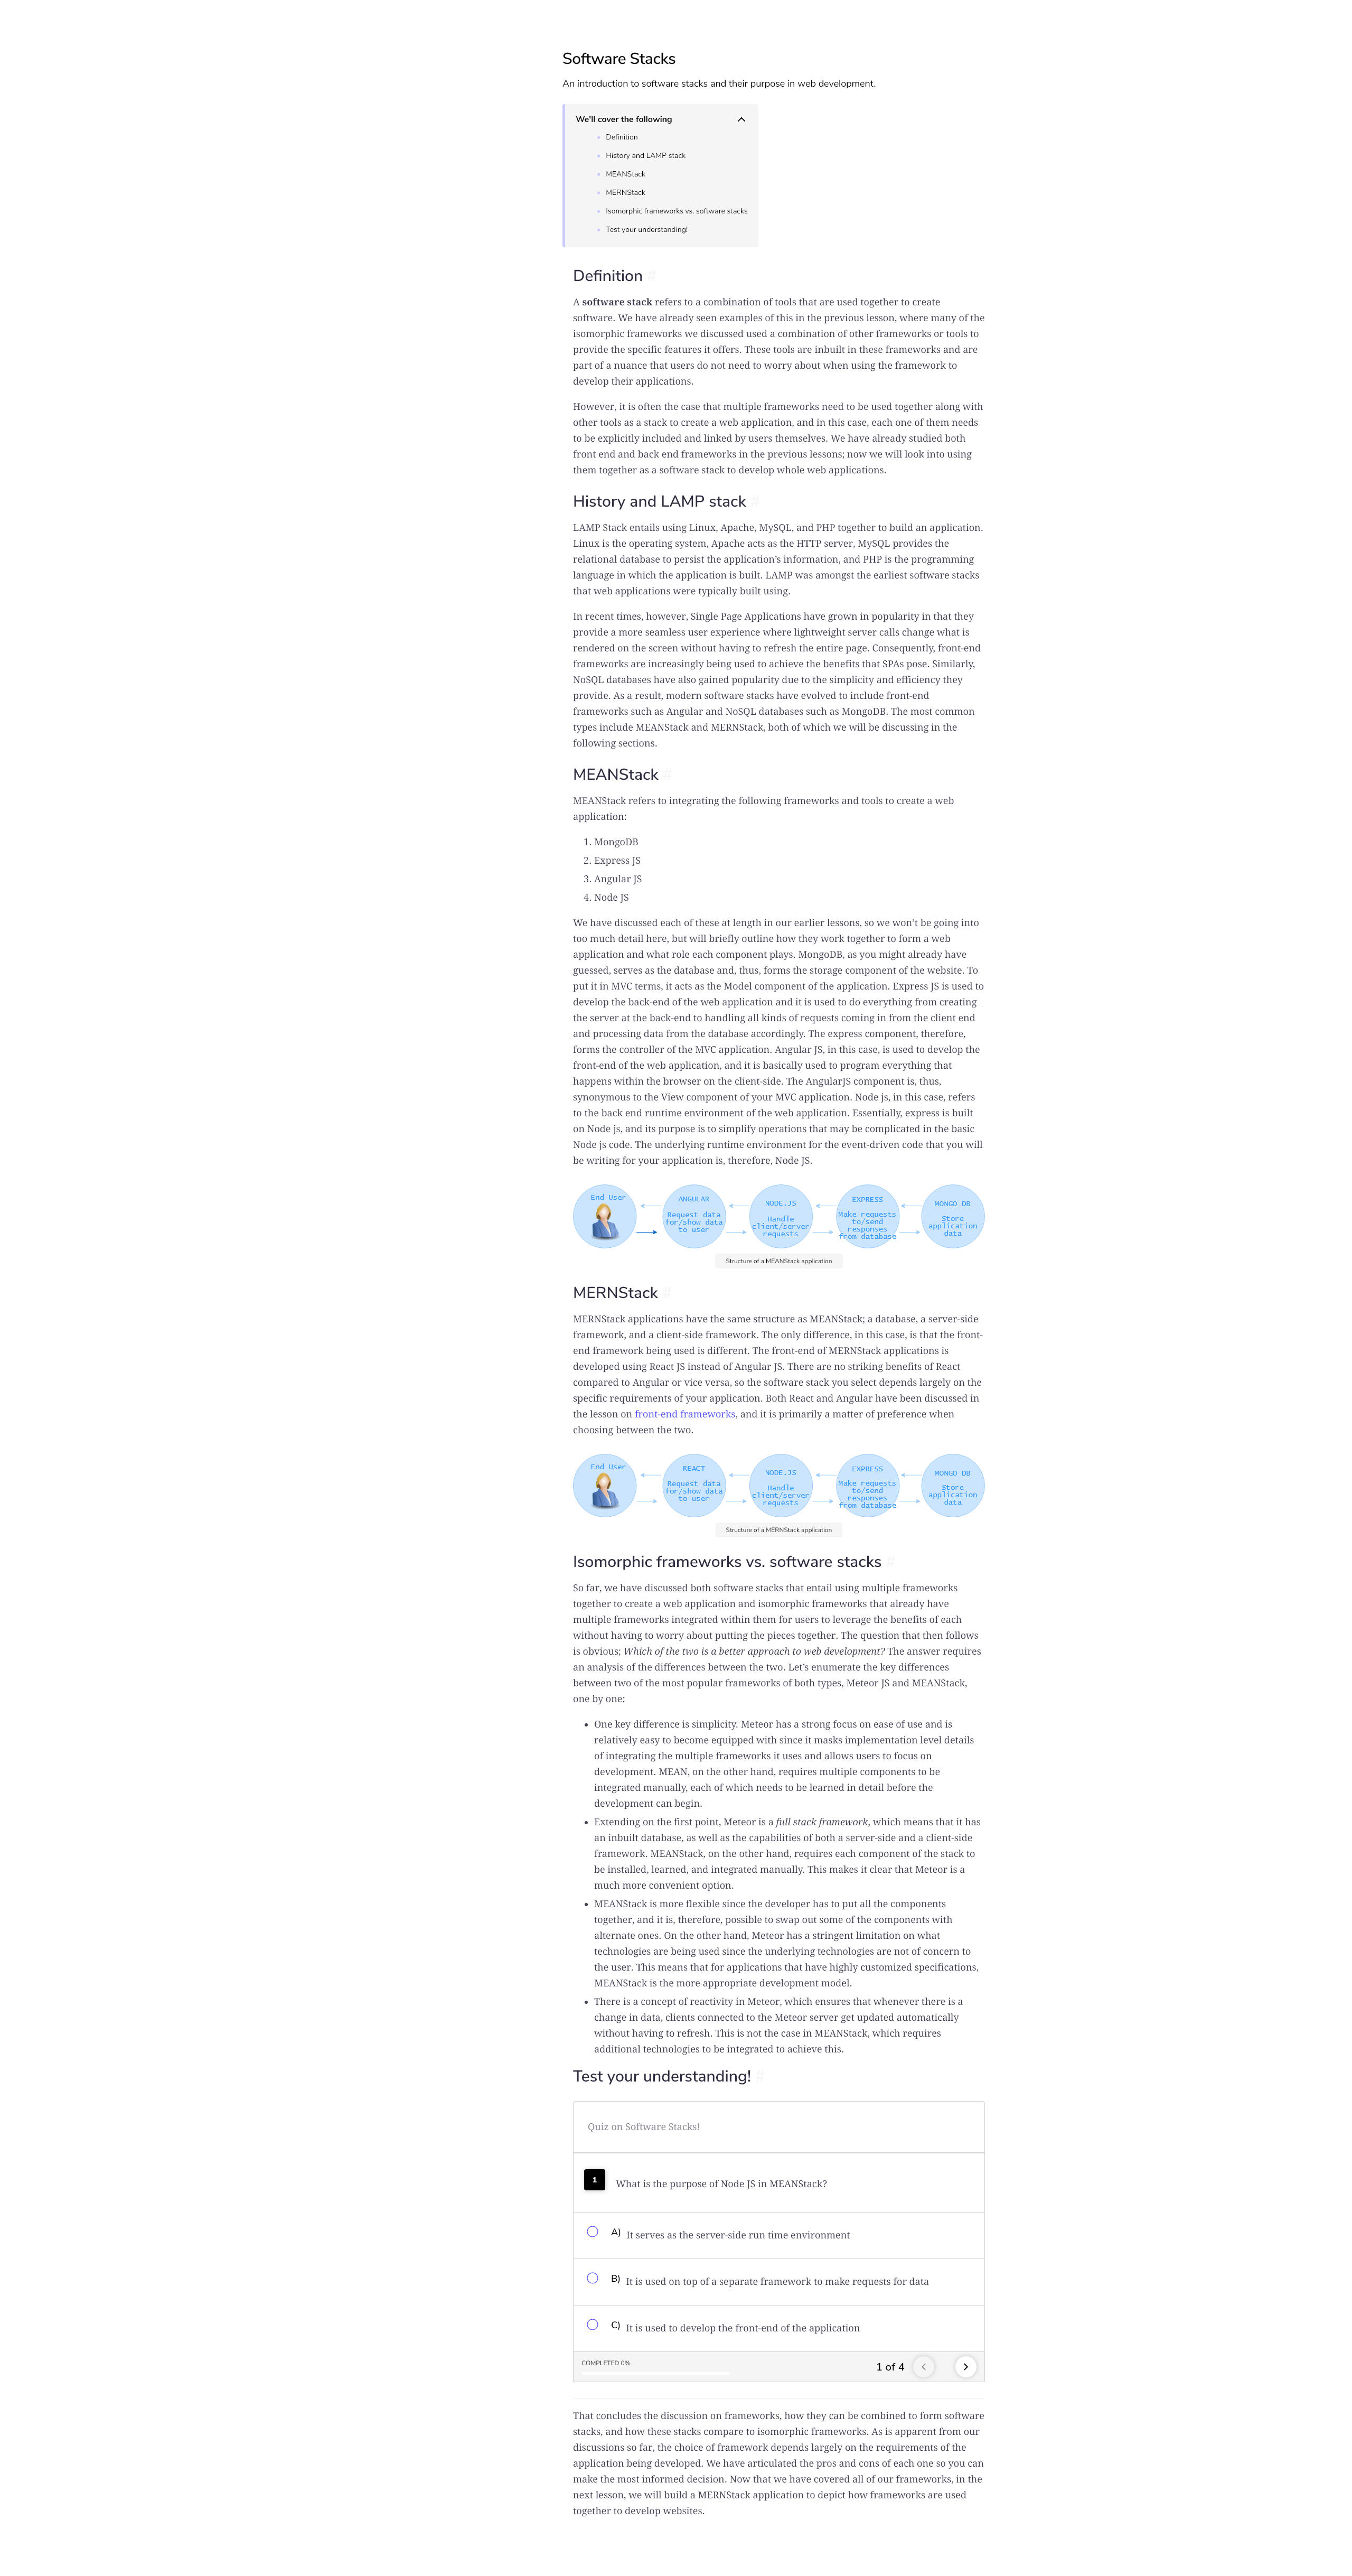 Software Stacks
An introduction to software stacks and their purpose in web development.
We'll cover the following
Definition
History and LAMP stack
MEANStack
MERNStack
Isomorphic frameworks vs. software stacks
Test your understanding!
Definition #
A software stack refers to a combination of tools that are used together to create
software. We have already seen examples of this in the previous lesson, where many of the
isomorphic frameworks we discussed used a combination of other frameworks or tools to
provide the specific features it offers. These tools are inbuilt in these frameworks and are
part of a nuance that users do not need to worry about when using the framework to
develop their applications.
However, it is often the case that multiple frameworks need to be used together along with
other tools as a stack to create a web application, and in this case, each one of them needs
to be explicitly included and linked by users themselves. We have already studied both
front end and back end frameworks in the previous lessons; now we will look into using
them together as a software stack to develop whole web applications.
History and LAMP stack #
LAMP Stack entails using Linux, Apache, MySQL, and PHP together to build an application.
Linux is the operating system, Apache acts as the HTTP server, MySQL provides the
relational database to persist the application's information, and PHP is the programming
language in which the application is built. LAMP was amongst the earliest software stacks
that web applications were typically built using.
In recent times, however, Single Page Applications have grown in popularity in that they
provide a more seamless user experience where lightweight server calls change what is
rendered on the screen without having to refresh the entire page. Consequently, front-end
frameworks are increasingly being used to achieve the benefits that SPAs pose. Similarly,
NoSQL databases have also gained popularity due to the simplicity and efficiency they
provide. As a result, modern software stacks have evolved to include front-end
frameworks such as Angular and NoSQL databases such as MongoDB. The most common
types include MEANStack and MERNStack, both of which we will be discussing in the
following sections.
MEANStack #
MEANStack refers to integrating the following frameworks and tools to create a web
application:
1. MongoDB
2. Express JS
3. Angular JS
4. Node JS
We have discussed each of these at length in our earlier lessons, so we won't be going into
too much detail here, but will briefly outline how they work together to form a web
application and what role each component plays. MongoDB, as you might already have
guessed, serves as the database and, thus, forms the storage component of the website. To
put it in MVC terms, it acts as the Model component of the application. Express JS is used to
develop the back-end of the web application and it is used to do everything from creating
the server at the back-end to handling all kinds of requests coming in from the client end
and processing data from the database accordingly. The express component, therefore,
forms the controller of the MVC application. Angular JS, in this case, is used to develop the
front-end of the web application, and it is basically used to program everything that
happens within the browser on the client-side. The AngularJS component is, thus,
synonymous to the View component of your MVC application. Node js, in this case, refers
to the back end runtime environment of the web application. Essentially, express is built
on Node js, and its purpose is to simplify operations that may be complicated in the basic
Node js code. The underlying runtime environment for the event-driven code that you will
be writing for your application is, therefore, Node JS.
End User
ANGULAR
Request data
for/show data
to user
NODE.JS
Handle
client/server
requests
EXPRESS
Make requests
to/send
responses
from database
MONGO DB
Store
application
data
Structure of a MEANStack application
MERNStack #
MERNStack applications have the same structure as MEANStack; a database, a server-side
framework, and a client-side framework. The only difference, in this case, is that the front-
end framework being used is different. The front-end of MERNStack applications is
developed using React JS instead of Angular JS. There are no striking benefits of React
compared to Angular or vice versa, so the software stack you select depends largely on the
specific requirements of your application. Both React and Angular have been discussed in
the lesson on front-end frameworks, and it is primarily a matter of preference when
choosing between the two.
End User
REACT
Request data
for/show data
to user
NODE.JS
Handle
client/server
requests
EXPRESS
Make requests
to/send
responses
from database
MONGO DB
Store
application
data
Structure of a MERNStack application
Isomorphic frameworks vs. software stacks #
So far, we have discussed both software stacks that entail using multiple frameworks
together to create a web application and isomorphic frameworks that already have
multiple frameworks integrated within them for users to leverage the benefits of each
without having to worry about putting the pieces together. The question that then follows
is obvious; Which of the two is a better approach to web development? The answer requires
an analysis of the differences between the two. Let's enumerate the key differences
between two of the most popular frameworks of both types, Meteor JS and MEANStack,
one by one:
• One key difference is simplicity. Meteor has a strong focus on ease of use and is
relatively easy to become equipped with since it masks implementation level details
of integrating the multiple frameworks it uses and allows users to focus on
development. MEAN, on the other hand, requires multiple components to be
integrated manually, each of which needs to be learned in detail before the
development can begin.
• Extending on the first point, Meteor is a full stack framework, which means that it has
an inbuilt database, as well as the capabilities of both a server-side and a client-side
framework. MEANStack, on the other hand, requires each component of the stack to
be installed, learned, and integrated manually. This makes it clear that Meteor is a
much more convenient option.
• MEANStack is more flexible since the developer has to put all the components
together, and it is, therefore, possible to swap out some of the components with
alternate ones. On the other hand, Meteor has a stringent limitation on what
technologies are being used since the underlying technologies are not of concern to
the user. This means that for applications that have highly customized specifications,
MEANStack is the more appropriate development model.
• There is a concept of reactivity in Meteor, which ensures that whenever there is a
change in data, clients connected to the Meteor server get updated automatically
without having to refresh. This is not the case in MEANStack, which requires
additional technologies to be integrated to achieve this.
Test your understanding! #
Quiz on Software Stacks!
1 What is the purpose of Node JS in MEANStack?
A) It serves as the server-side run time environment
B) It is used on top of a separate framework to make requests for data
C) It is used to develop the front-end of the application
COMPLETED 0%
1 of 4
That concludes the discussion on frameworks, how they can be combined to form software
stacks, and how these stacks compare to isomorphic frameworks. As is apparent from our
discussions so far, the choice of framework depends largely on the requirements of the
application being developed. We have articulated the pros and cons of each one so you can
make the most informed decision. Now that we have covered all of our frameworks, in the
next lesson, we will build a MERNStack application to depict how frameworks are used
together to develop websites.